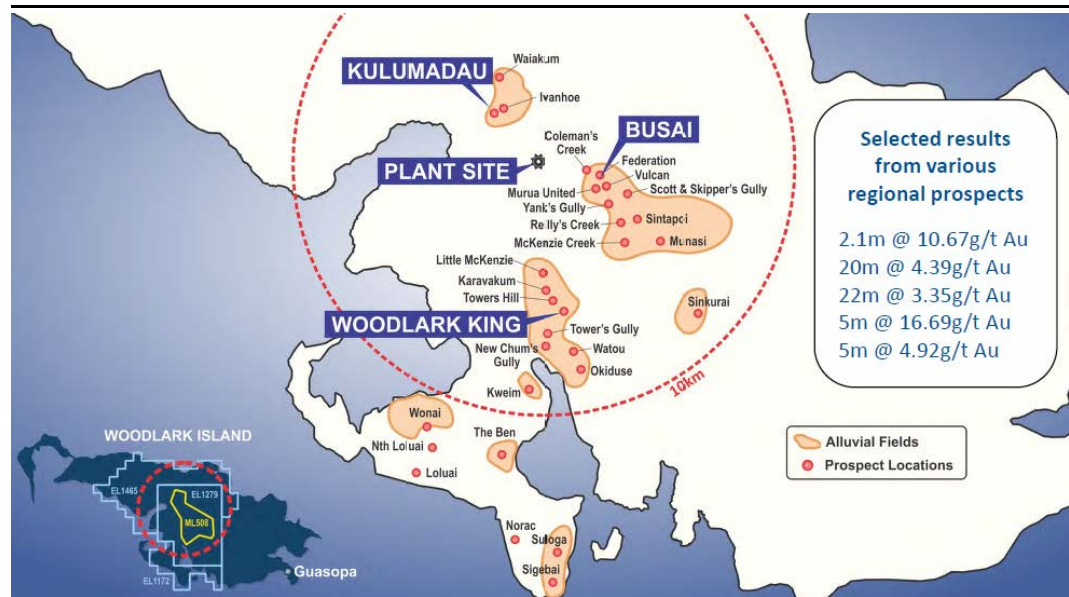 Waiakum
KULUMADAU
Ivanhoe
BUSAI
Coleman's
Creek
Federation
PLANT SITE
Vulcan
Murua United
Scott & Skipper's Gully
Yank's Gully
Sintapoi
Reilly's Creek
McKenzie Creek
Munasi
Little McKenzie
Karavakum
Towers Hill
Sinkurai
WOODLARK KING
Tower's Gully
New Chum's
Gully
Watou
Okiduse
Kweim
10km
Wonai
The Ben
Nth Loluai
Loluai
Norac
Suloga
Sigebai
Selected results
from various
regional prospects
2.1m @ 10.67g/t Au
20m @ 4.39g/t Au
22m @ 3.35g/t Au
5m @ 16.69g/t Au
5m @ 4.92g/t Au
Alluvial Fields
Prospect Locations
WOODLARK ISLAND
EL1465
EL1279
ML508
EL1172
Guasopa